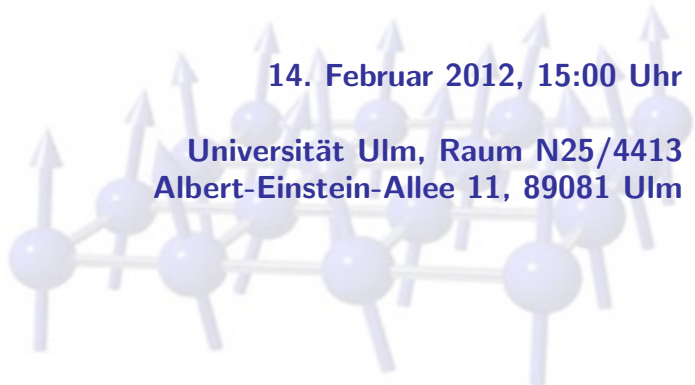 14. Februar 2012, 15:00 Uhr
Universität Ulm, Raum N25/4413
Albert-Einstein-Allee 11, 89081 Ulm